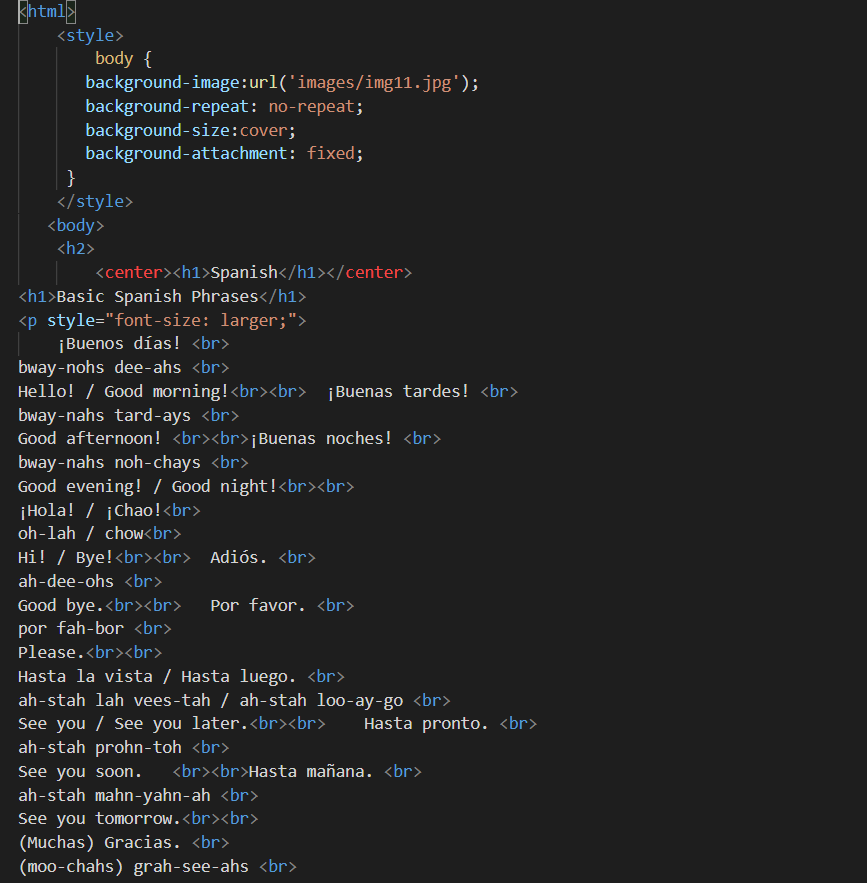 <html>
<style>
body {
background-image:url('images/img11.jpg');
background-repeat: no-repeat;
background-size:cover;
background-attachment: fixed;
}
</style>
<body>
<h2>
<center><h1>Spanish</h1></center>
<h1>Basic Spanish Phrases</h1>
<p style="font-size: larger;">
¡Buenos días! <br>
bway-nohs dee-ahs <br>
Hello! / Good morning!<br><br>  ¡Buenas tardes! <br>
bway-nahs tard-ays <br>
Good afternoon! <br><br>¡Buenas noches! <br>
bway-nahs noh-chays <br>
Good evening! / Good night!<br><br>
¡Hola! / ¡Chao!<br>
oh-lah / chow<br>
Hi! / Bye!<br><br>  Adiós. <br>
ah-dee-ohs <br>
Good bye.<br><br>   Por favor. <br>
por fah-bor <br>
Please.<br><br>
Hasta la vista / Hasta luego. <br>
ah-stah lah vees-tah / ah-stah loo-ay-go <br>
See you / See you later.<br><br>    Hasta pronto. <br>
ah-stah prohn-toh <br>
See you soon.   <br><br>Hasta mañana. <br>
ah-stah mahn-yahn-ah <br>
See you tomorrow.<br><br>
(Muchas) Gracias. <br>
(moo-chahs) grah-see-ahs <br>